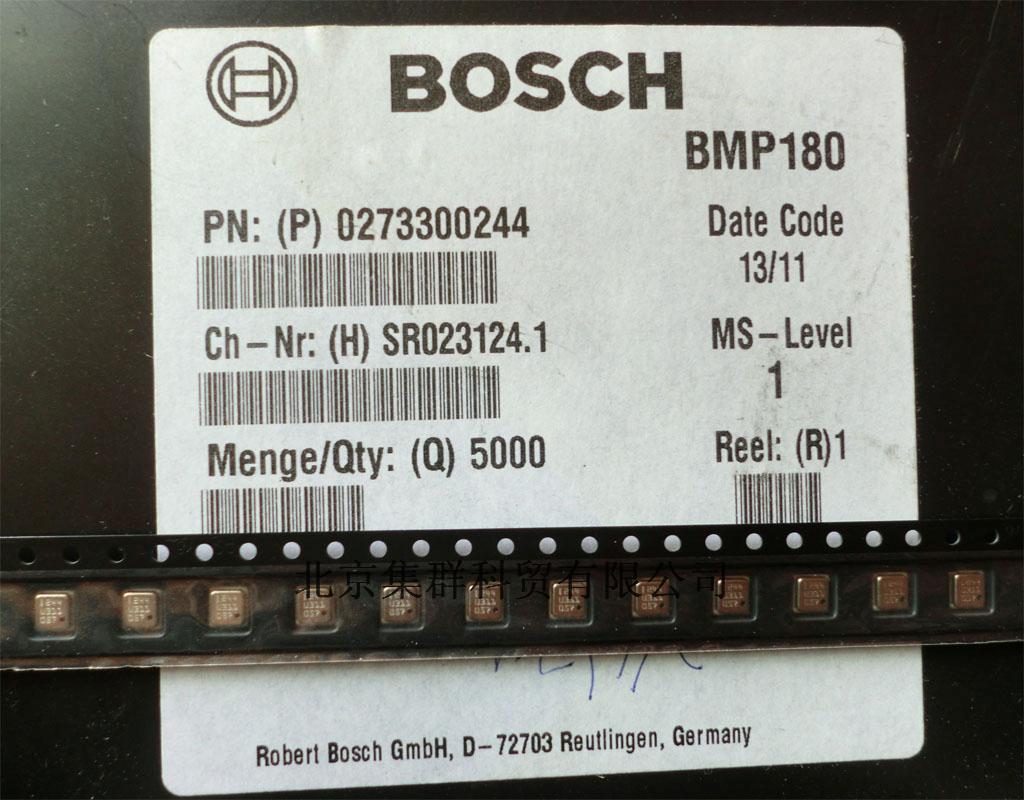 BOSCH
BMP180
PN: (P) 0273300244
Date Code
13/11
Ch-Nr: (H) SR023124.1
MS-Level
1
Menge/Qty: (Q) 5000
Reel: (R)1
北京集群科贸有限公司
Robert Bosch GmbH, D-72703 Reutlingen, Germany